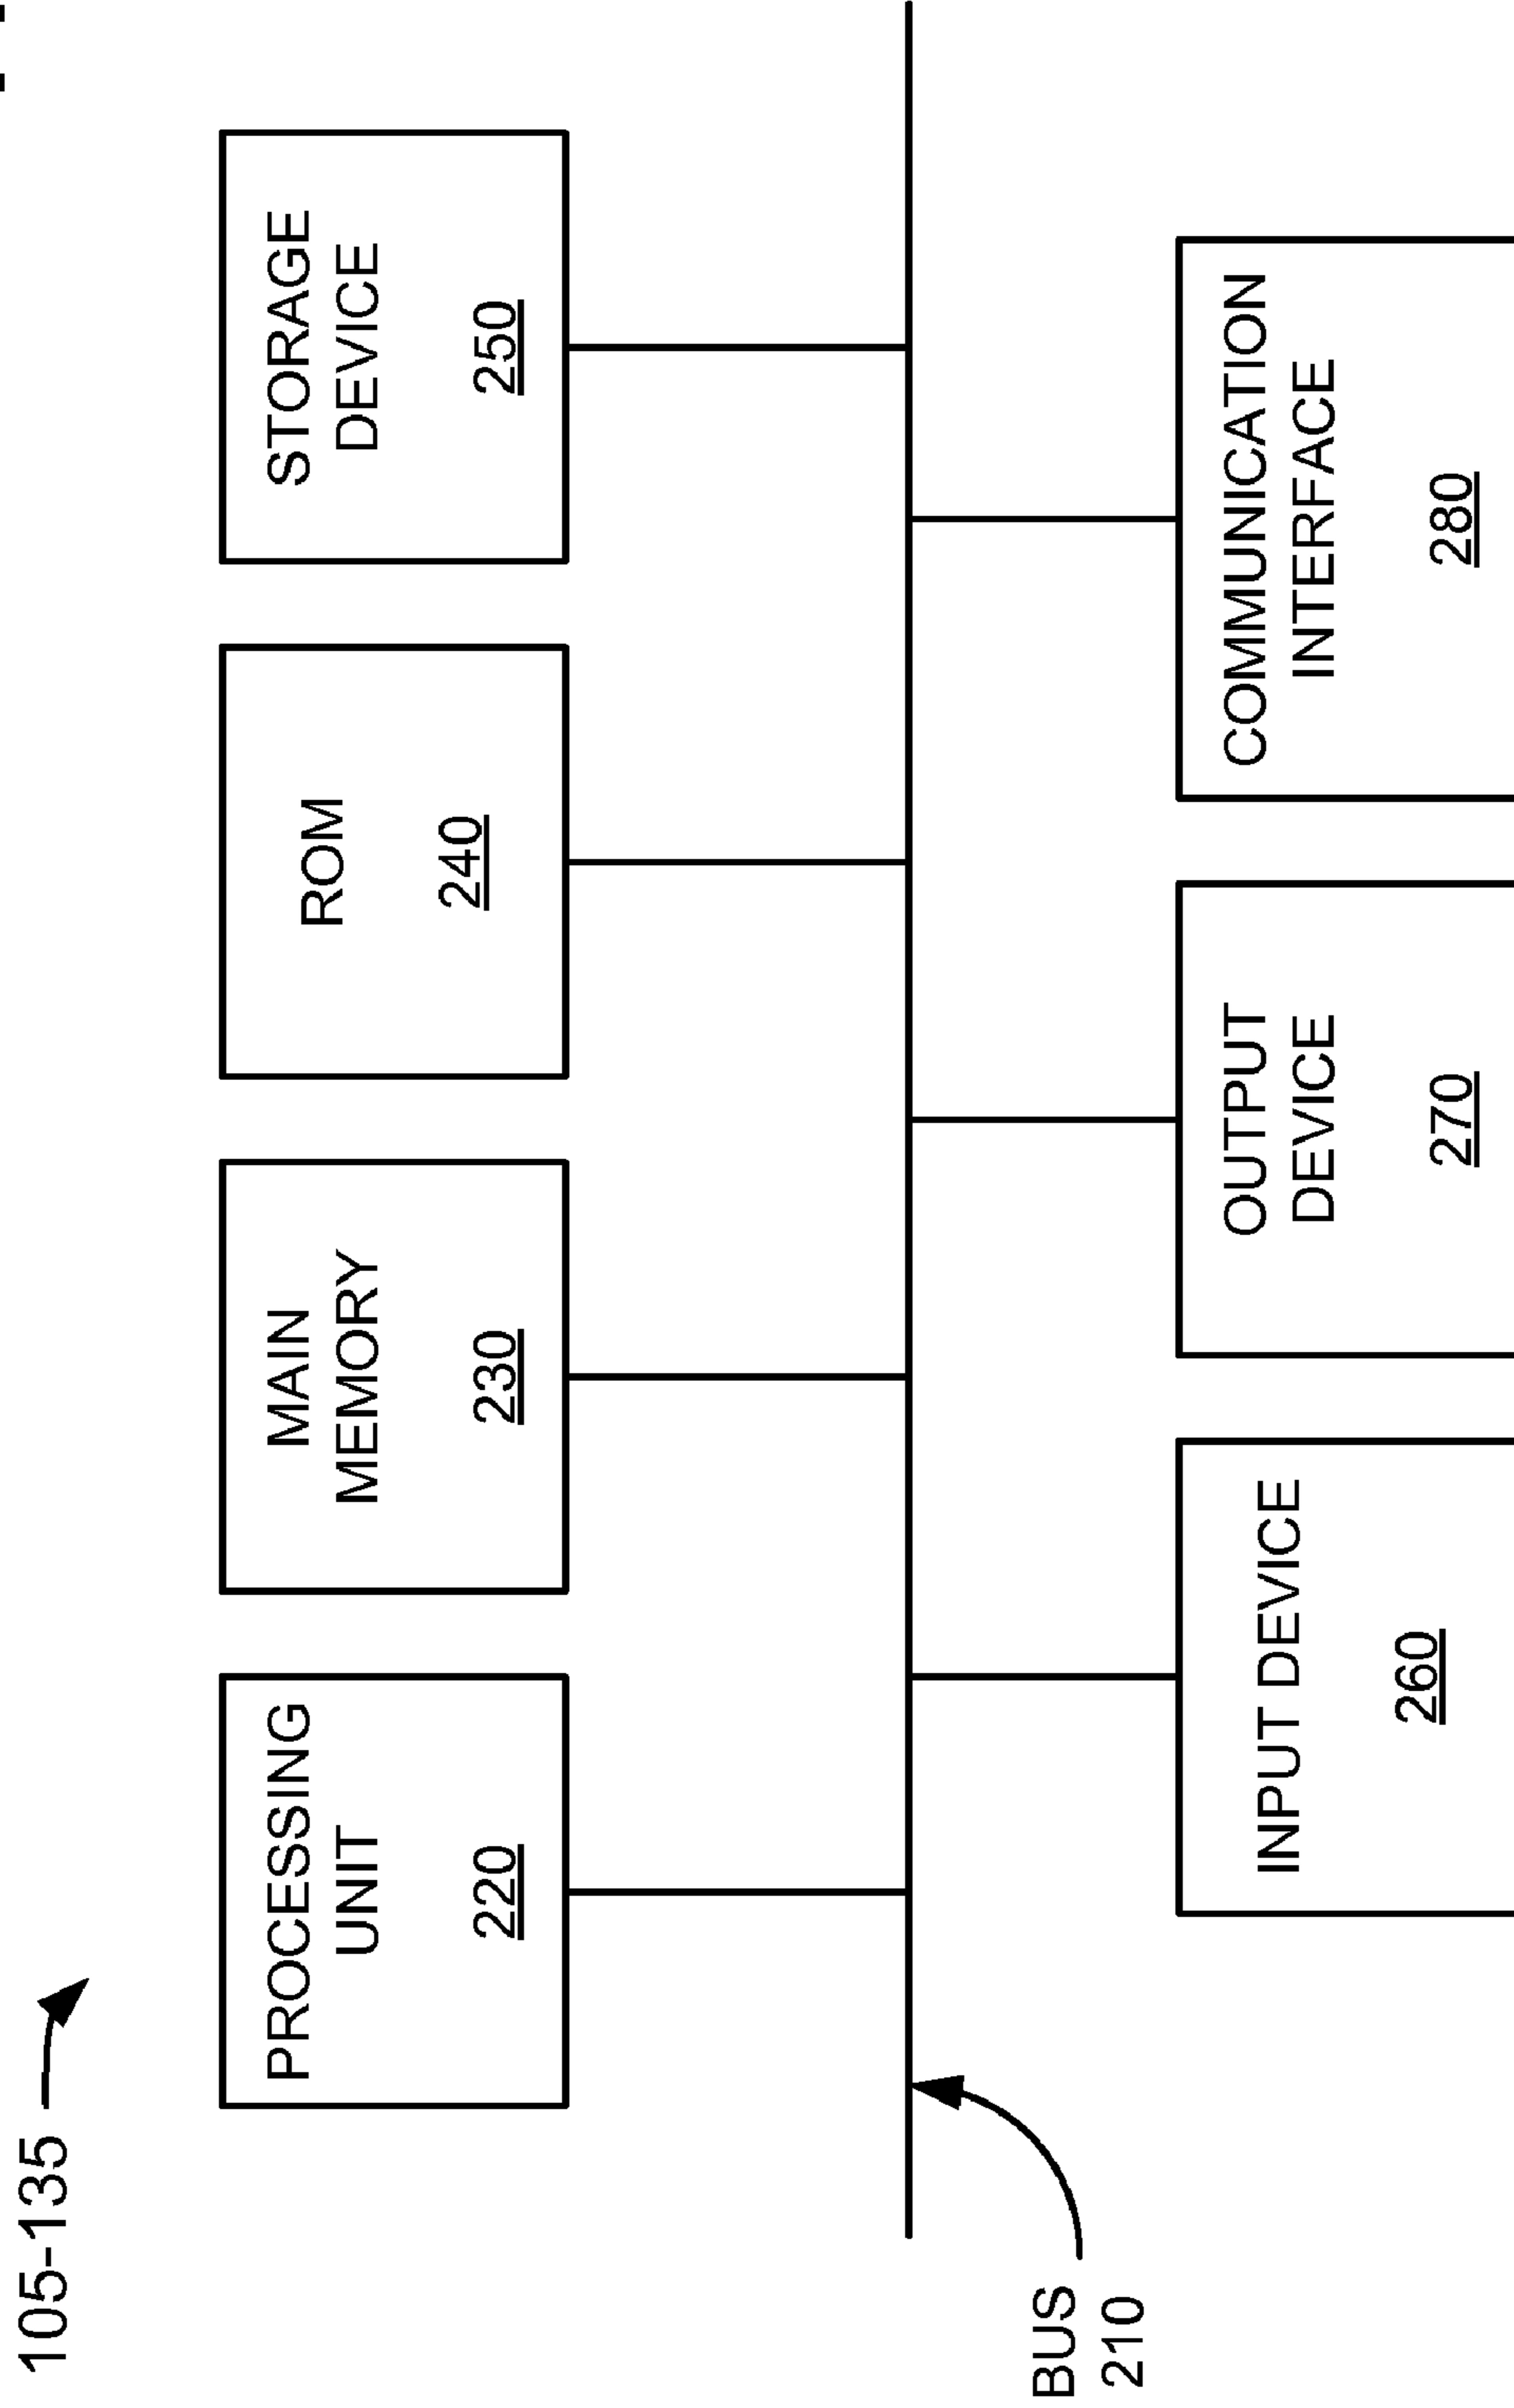 105-135
PROCESSING
UNIT
220
MAIN
MEMORY
230
ROM
240
STORAGE
DEVICE
250
BUS
210
INPUT DEVICE
260
OUTPUT
DEVICE
270
COMMUNICATION
INTERFACE
280